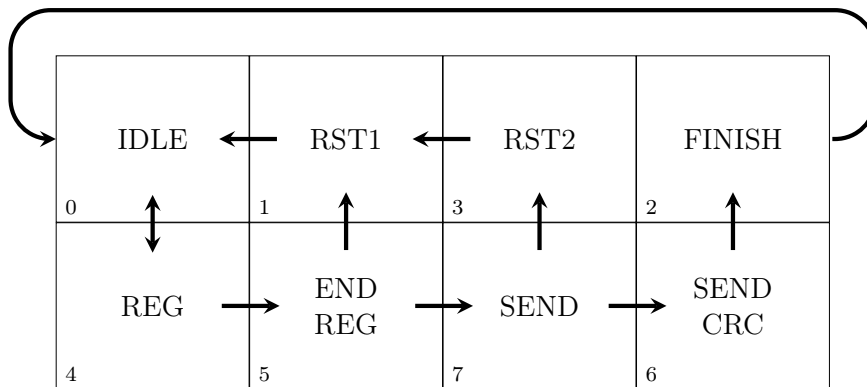 IDLE
RST1
RST2
FINISH
0
1
3
2
REG
END
REG
SEND
SEND
CRC
4
5
7
6